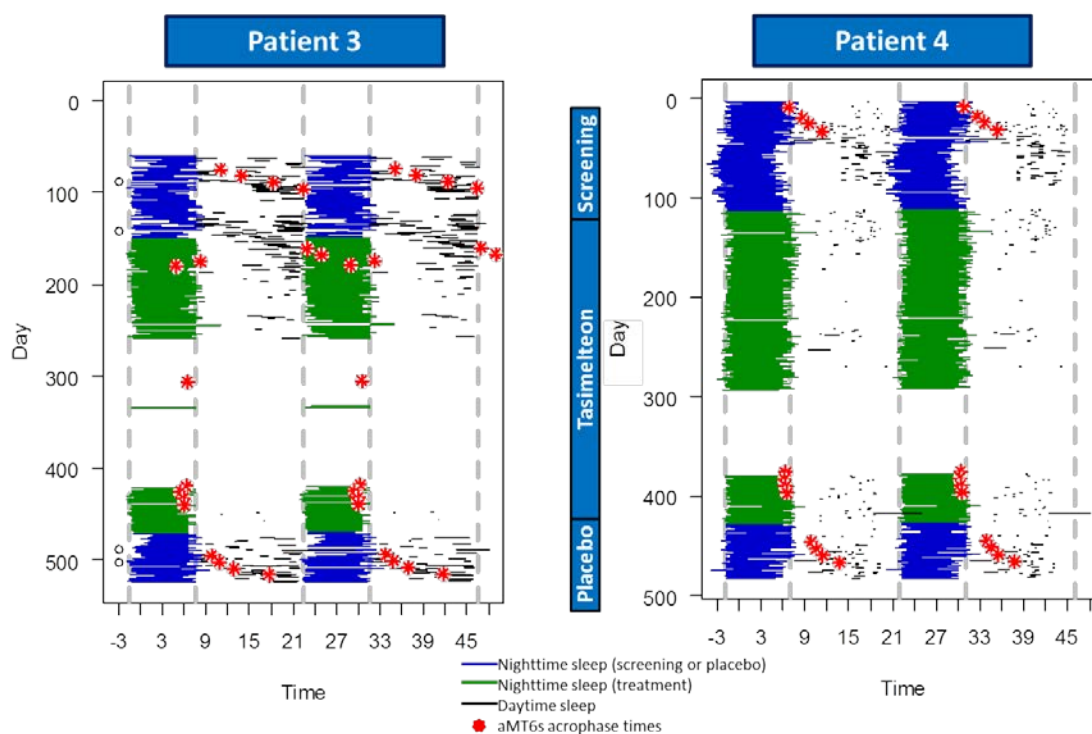 Patient 3
Patient 4
0
100
200
300
400
500
Day
-3 3 9 15 21 27 33 39 45
Time
Screening
Tasimelteon
Placebo
0
100
200
300
400
500
Day
-3 3 9 15 21 27 33 39 45
Time
Nighttime sleep (screening or placebo)
Nighttime sleep (treatment)
Daytime sleep
aMT6s acrophase times